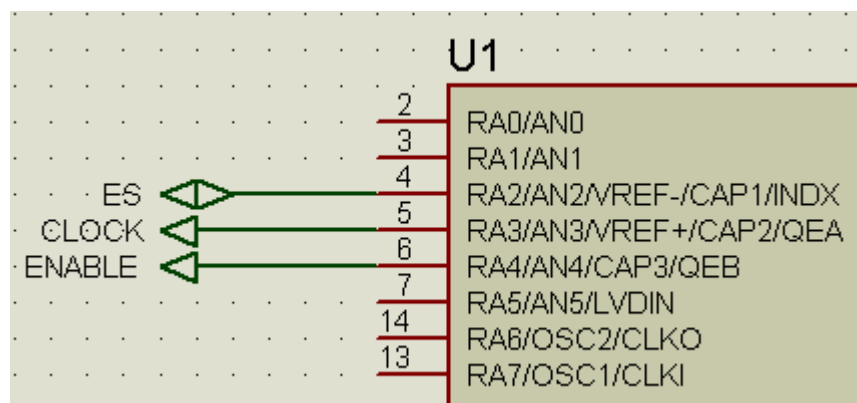 U1
2 RA0/AN0
3 RA1/AN1
ES 4 RA2/AN2/VREF-/CAP1/INDX
CLOCK 5 RA3/AN3/VREF+/CAP2/QEA
ENABLE 6 RA4/AN4/CAP3/QEB
7 RA5/AN5/LVDIN
14 RA6/OSC2/CLKO
13 RA7/OSC1/CLKI